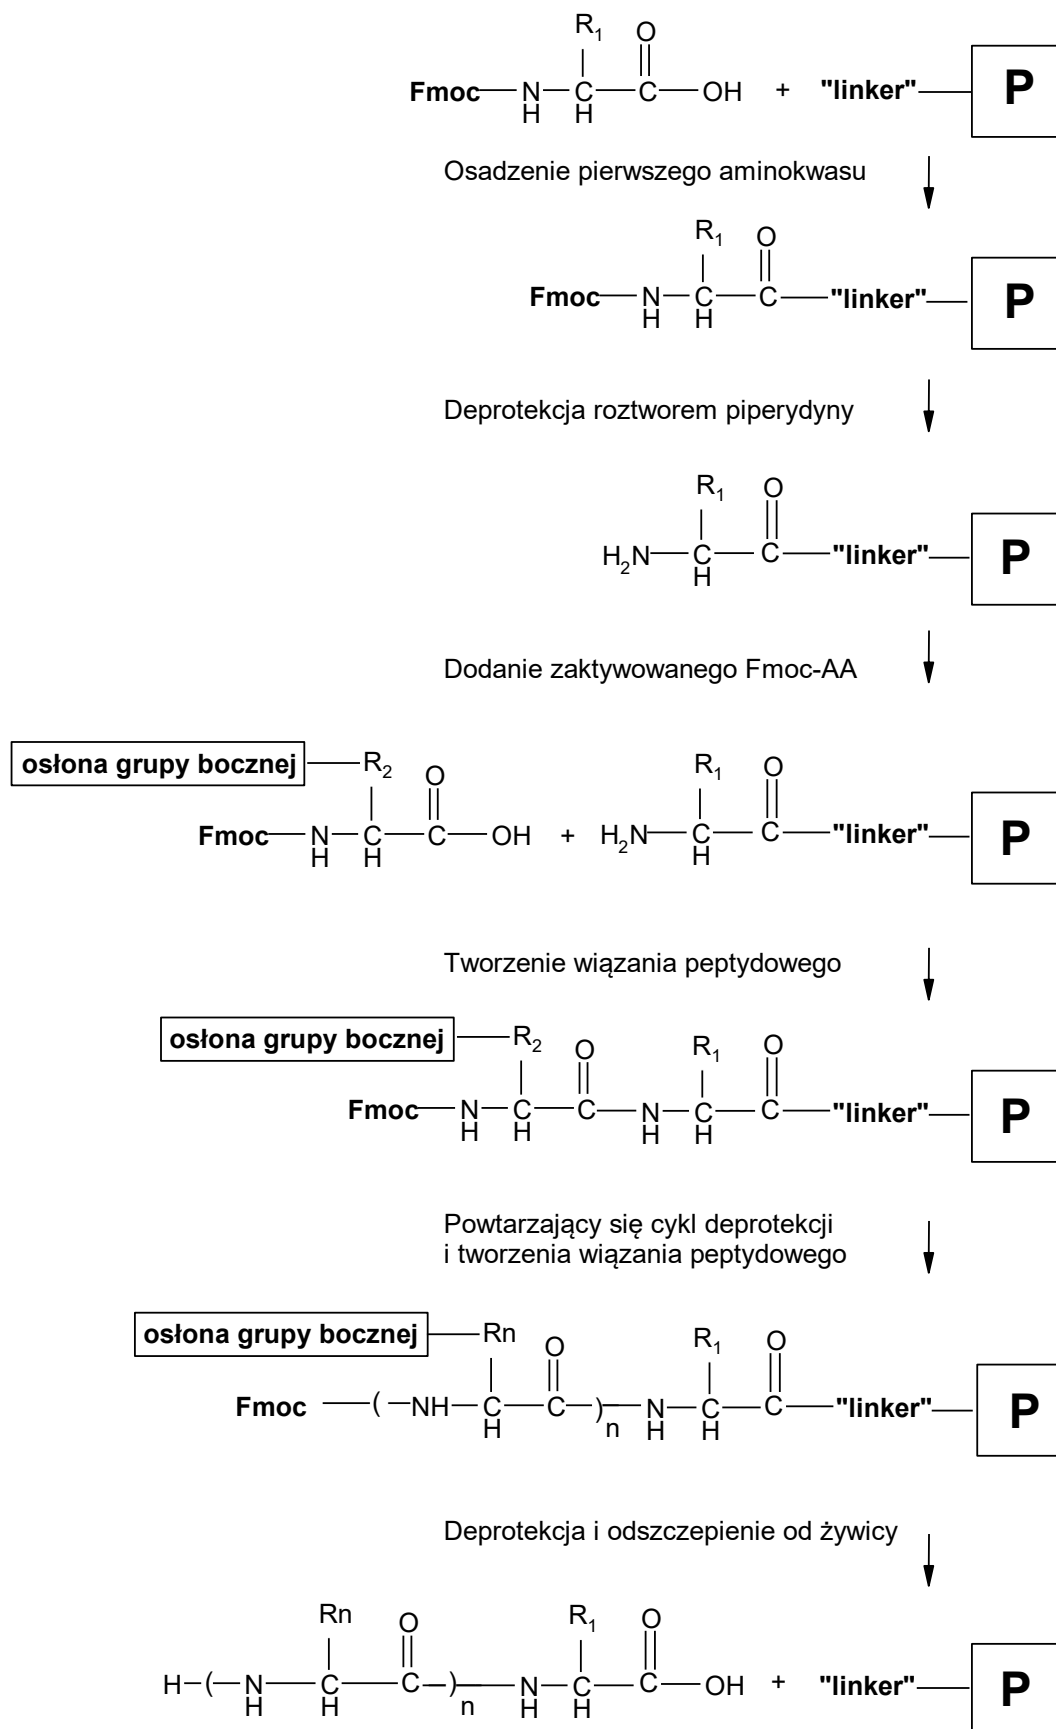 R1 O
Fmoc N C C OH + "linker" P
H H
Osadzenie pierwszego aminokwasu
R1 O
Fmoc N C C "linker" P
H H
Deprotekcja roztworem piperydyny
R1 O
H2N C C "linker" P
H
Dodanie zaktywowanego Fmoc-AA
osłona grupy bocznej R2 O R1 O
Fmoc N C C OH + H2N C C "linker" P
H H H
Tworzenie wiązania peptydowego
osłona grupy bocznej R2 O R1 O
Fmoc N C C N C C "linker" P
H H H H
Powtarzający się cykl deprotekcji
i tworzenia wiązania peptydowego
osłona grupy bocznej Rn O R1 O
Fmoc ( NH C C )n N C C "linker" P
H H H
Deprotekcja i odszczepienie od żywicy
Rn O R1 O
H ( N C C )n N C C OH + "linker" P
H H H H